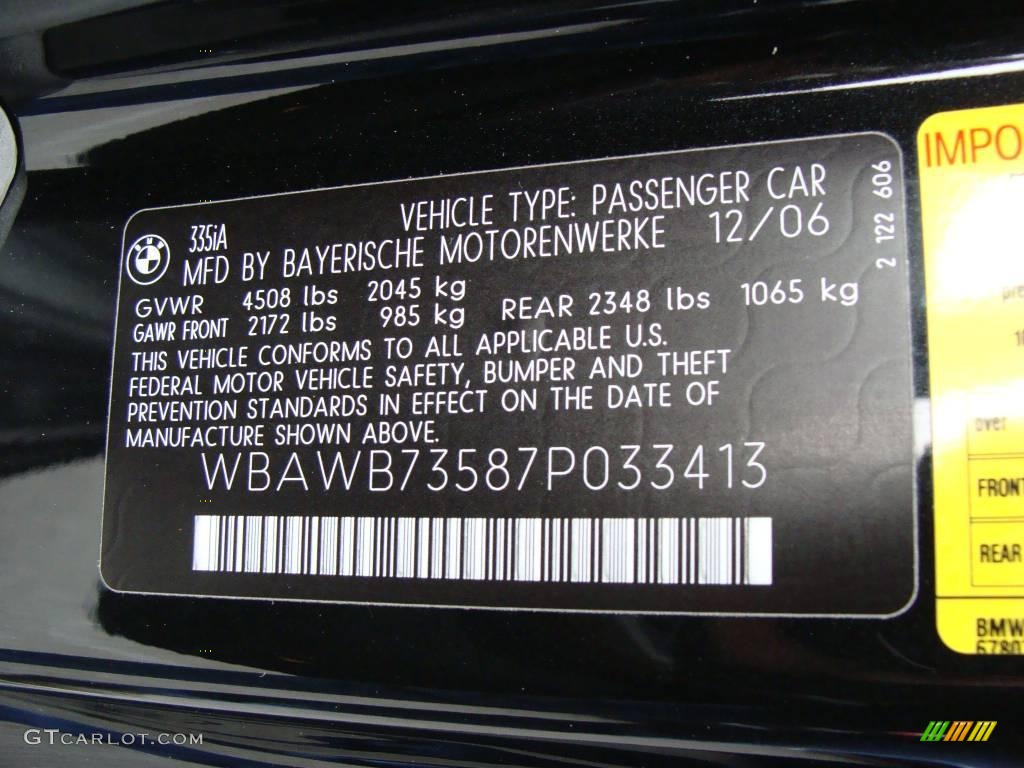 VEHICLE TYPE: PASSENGER CAR
335iA
MFD BY BAYERISCHE MOTORENWERKE 12/06
GVWR 4508 lbs 2045 kg
GAWR FRONT 2172 lbs 985 kg REAR 2348 lbs 1065 kg
THIS VEHICLE CONFORMS TO ALL APPLICABLE U.S.
FEDERAL MOTOR VEHICLE SAFETY, BUMPER AND THEFT
PREVENTION STANDARDS IN EFFECT ON THE DATE OF
MANUFACTURE SHOWN ABOVE.
WBAWB73587P033413
2 122 606
BMW
IMPO
over
FRONT
REAR
BMW
GTCARLOT.COM